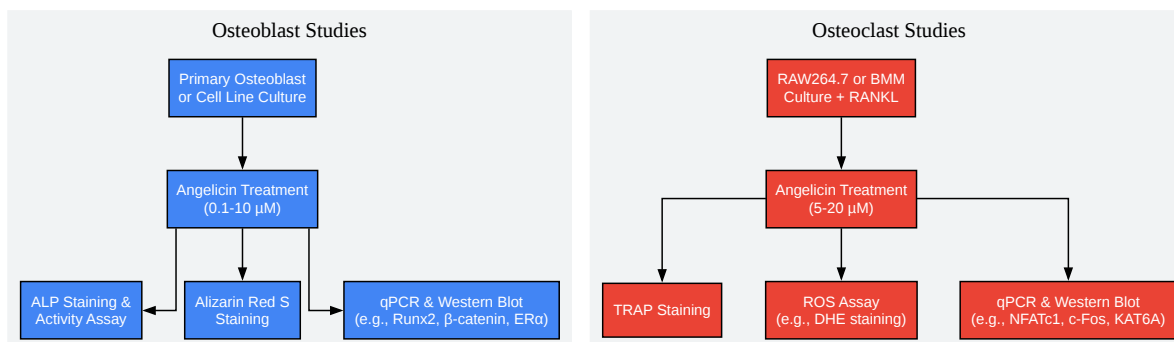 Osteoblast Studies
Primary Osteoblast
or Cell Line Culture
Angelicin Treatment
(0.1-10 µM)
ALP Staining &
Activity Assay
Alizarin Red S
Staining
qPCR & Western Blot
(e.g., Runx2, β-catenin, ERα)
Osteoclast Studies
RAW264.7 or BMM
Culture + RANKL
Angelicin Treatment
(5-20 µM)
TRAP Staining
ROS Assay
(e.g., DHE staining)
qPCR & Western Blot
(e.g., NFATc1, c-Fos, KAT6A)